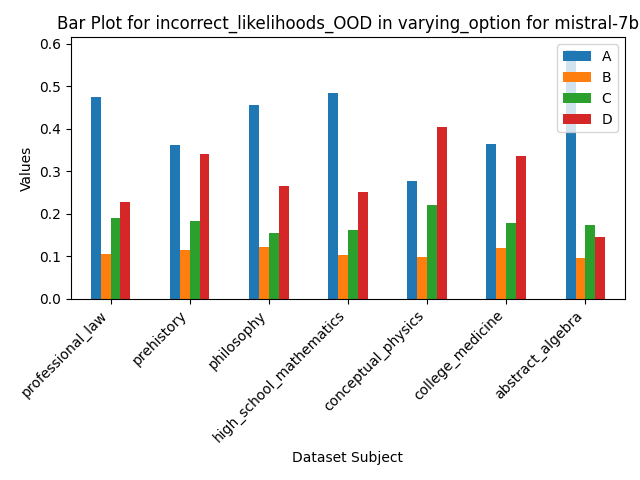 Bar Plot for incorrect_likelihoods_OOD in varying_option for mistral-7b
A
B
C
D
Values
0.6
0.5
0.4
0.3
0.2
0.1
0.0
professional_law
prehistory
philosophy
high_school_mathematics
conceptual_physics
college_medicine
abstract_algebra
Dataset Subject